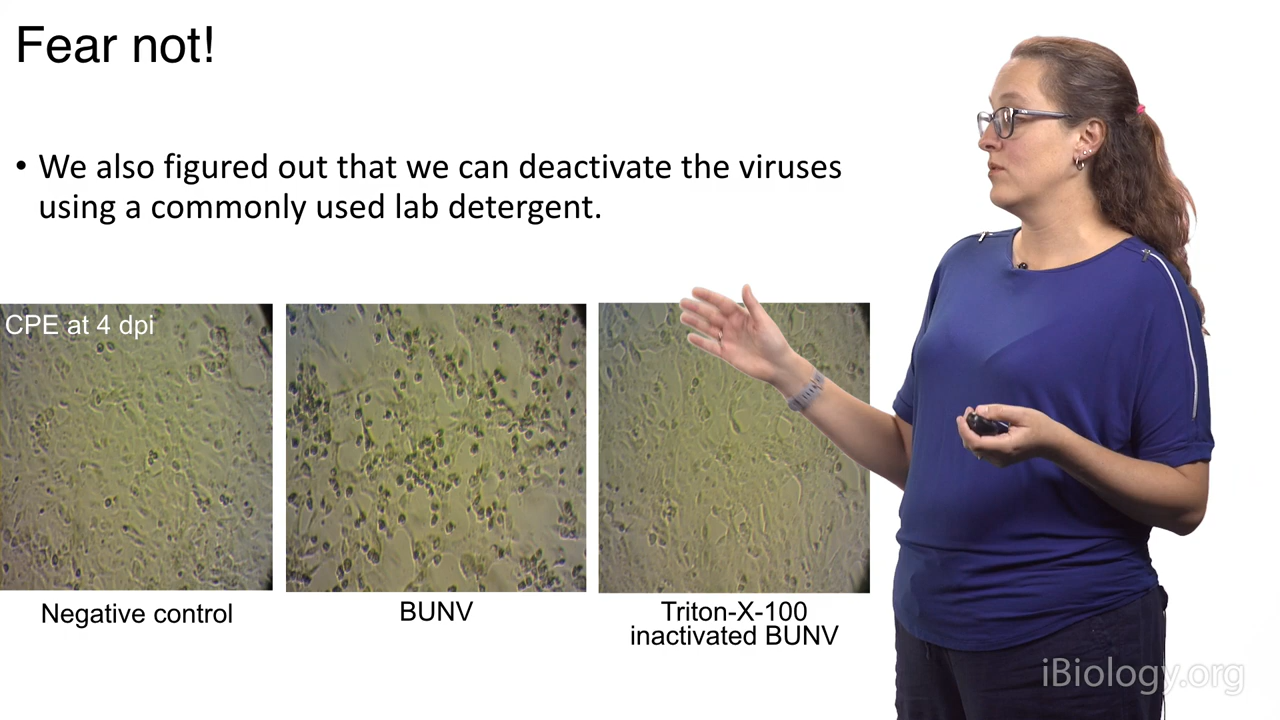 Fear not!
• We also figured out that we can deactivate the viruses
using a commonly used lab detergent.
CPE at 4 dpi
Negative control
BUNV
Triton-X-100
inactivated BUNV
iBiology.org